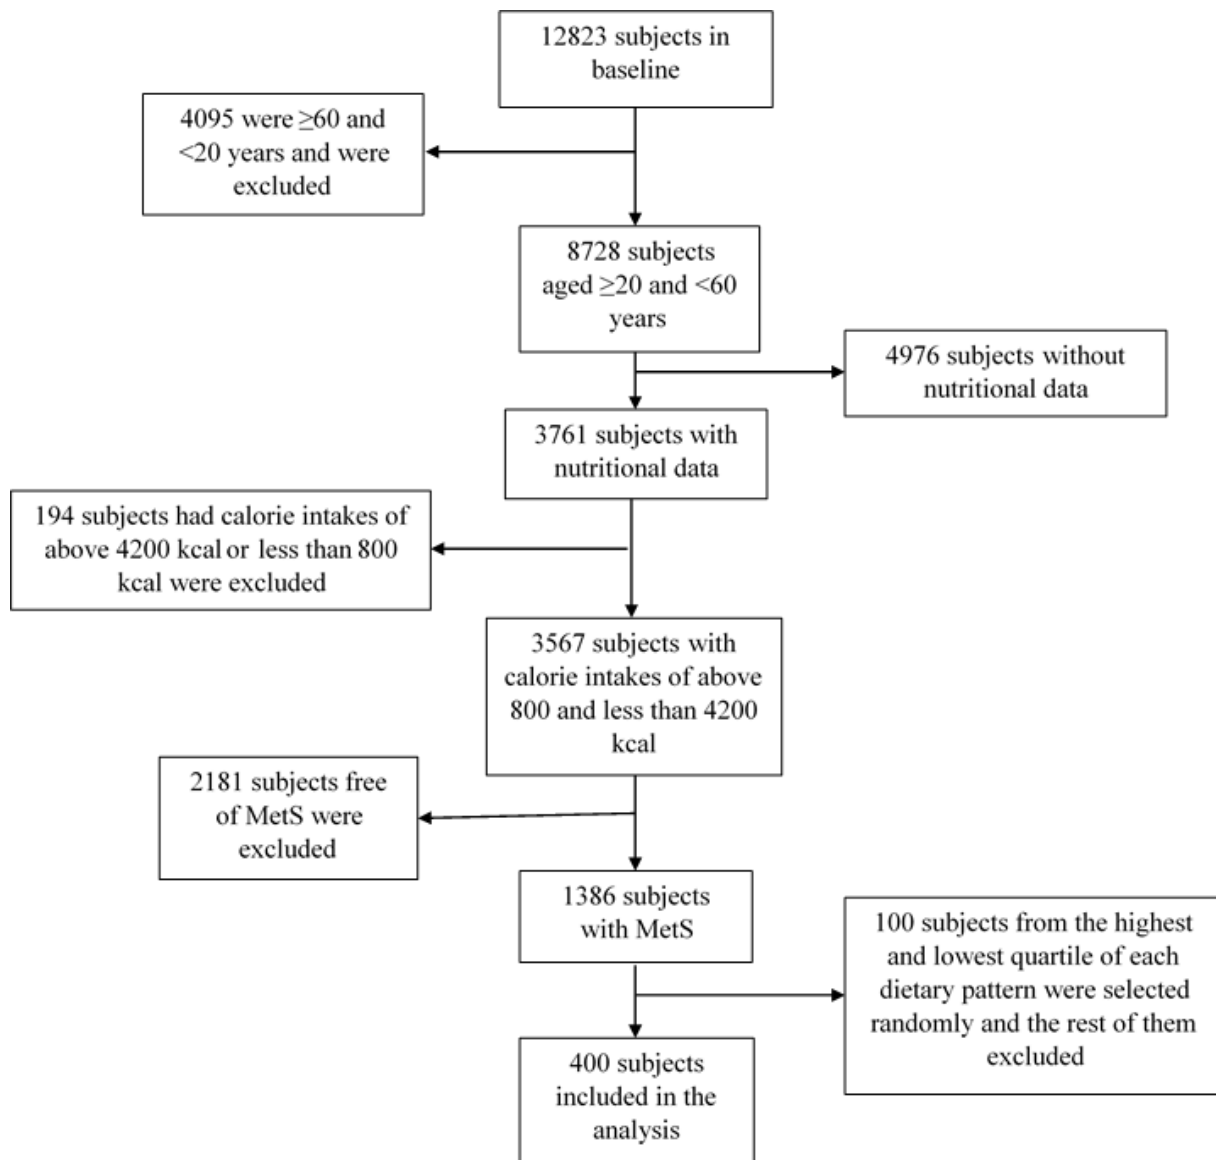 12823 subjects in
baseline
4095 were ≥60 and
<20 years and were
excluded
8728 subjects
aged ≥20 and <60
years
4976 subjects without
nutritional data
3761 subjects with
nutritional data
194 subjects had calorie intakes of
above 4200 kcal or less than 800
kcal were excluded
3567 subjects with
calorie intakes of above
800 and less than 4200
kcal
2181 subjects free
of MetS were
excluded
1386 subjects
with MetS
100 subjects from the highest
and lowest quartile of each
dietary pattern were selected
randomly and the rest of them
excluded
400 subjects
included in the
analysis